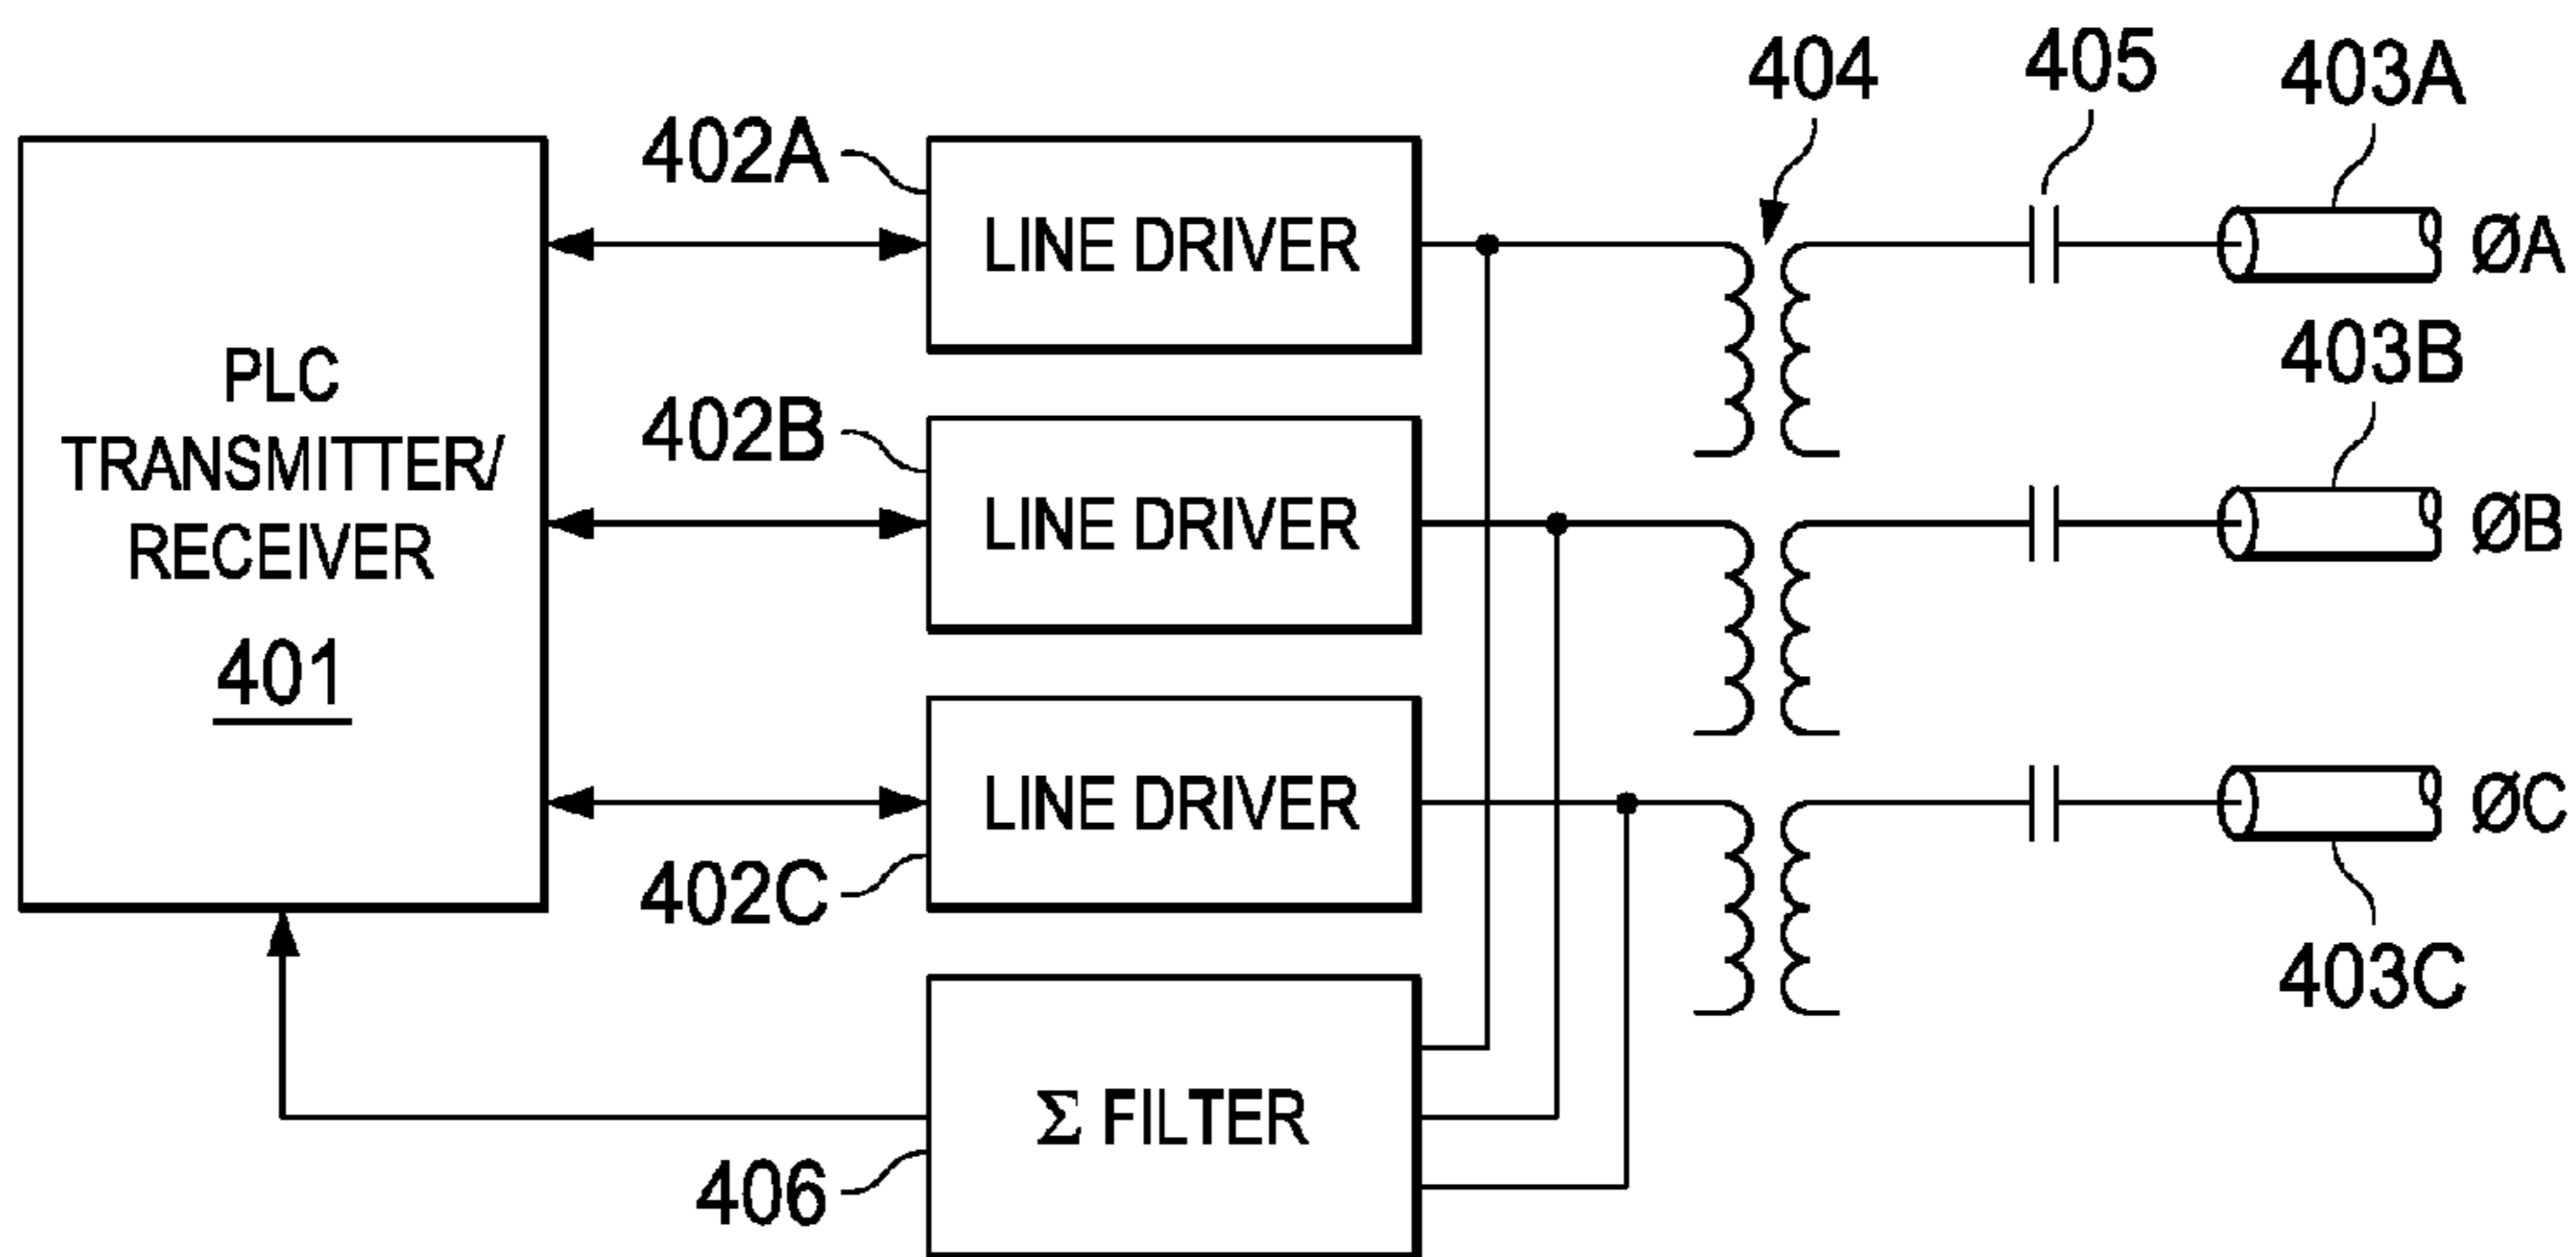 404
405
403A
402A
LINE DRIVER
ØA
PLC
TRANSMITTER/
RECEIVER
401
402B
LINE DRIVER
403B
ØB
LINE DRIVER
402C
ØC
403C
Σ FILTER
406